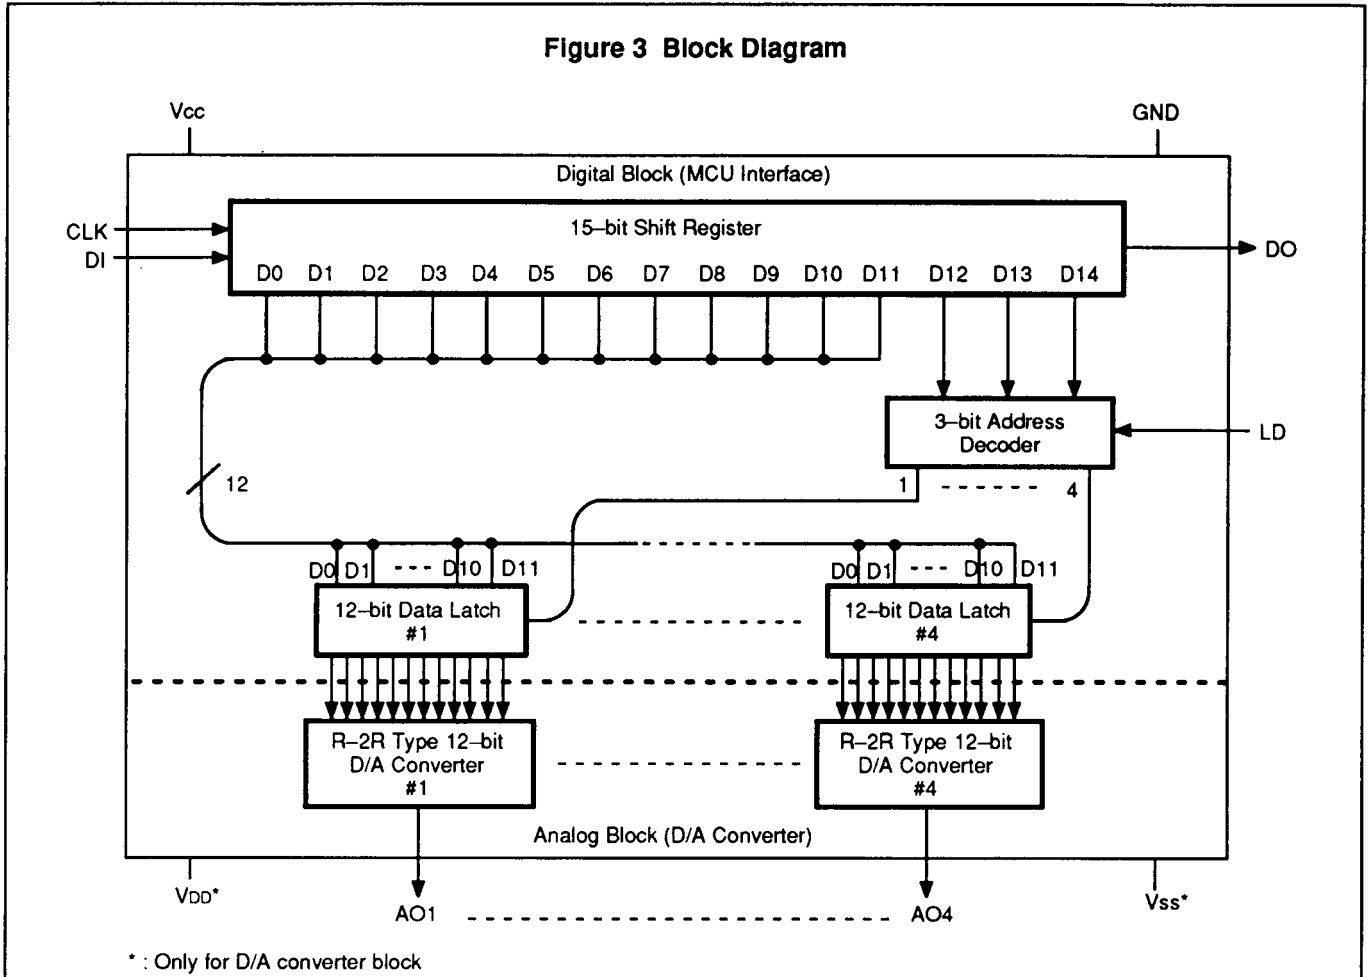 Figure 3 Block Diagram
Vcc
GND
Digital Block (MCU Interface)
15–bit Shift Register
CLK
DI
DO
D0 D1 D2 D3 D4 D5 D6 D7 D8 D9 D10 D11 D12 D13 D14
3–bit Address
Decoder
LD
12
1 4
D0 D1 D10 D11
D0 D1 D10 D11
12–bit Data Latch
#1
12–bit Data Latch
#4
R–2R Type 12–bit
D/A Converter
#1
R–2R Type 12–bit
D/A Converter
#4
Analog Block (D/A Converter)
VDD*
Vss*
AO1
AO4
* : Only for D/A converter block